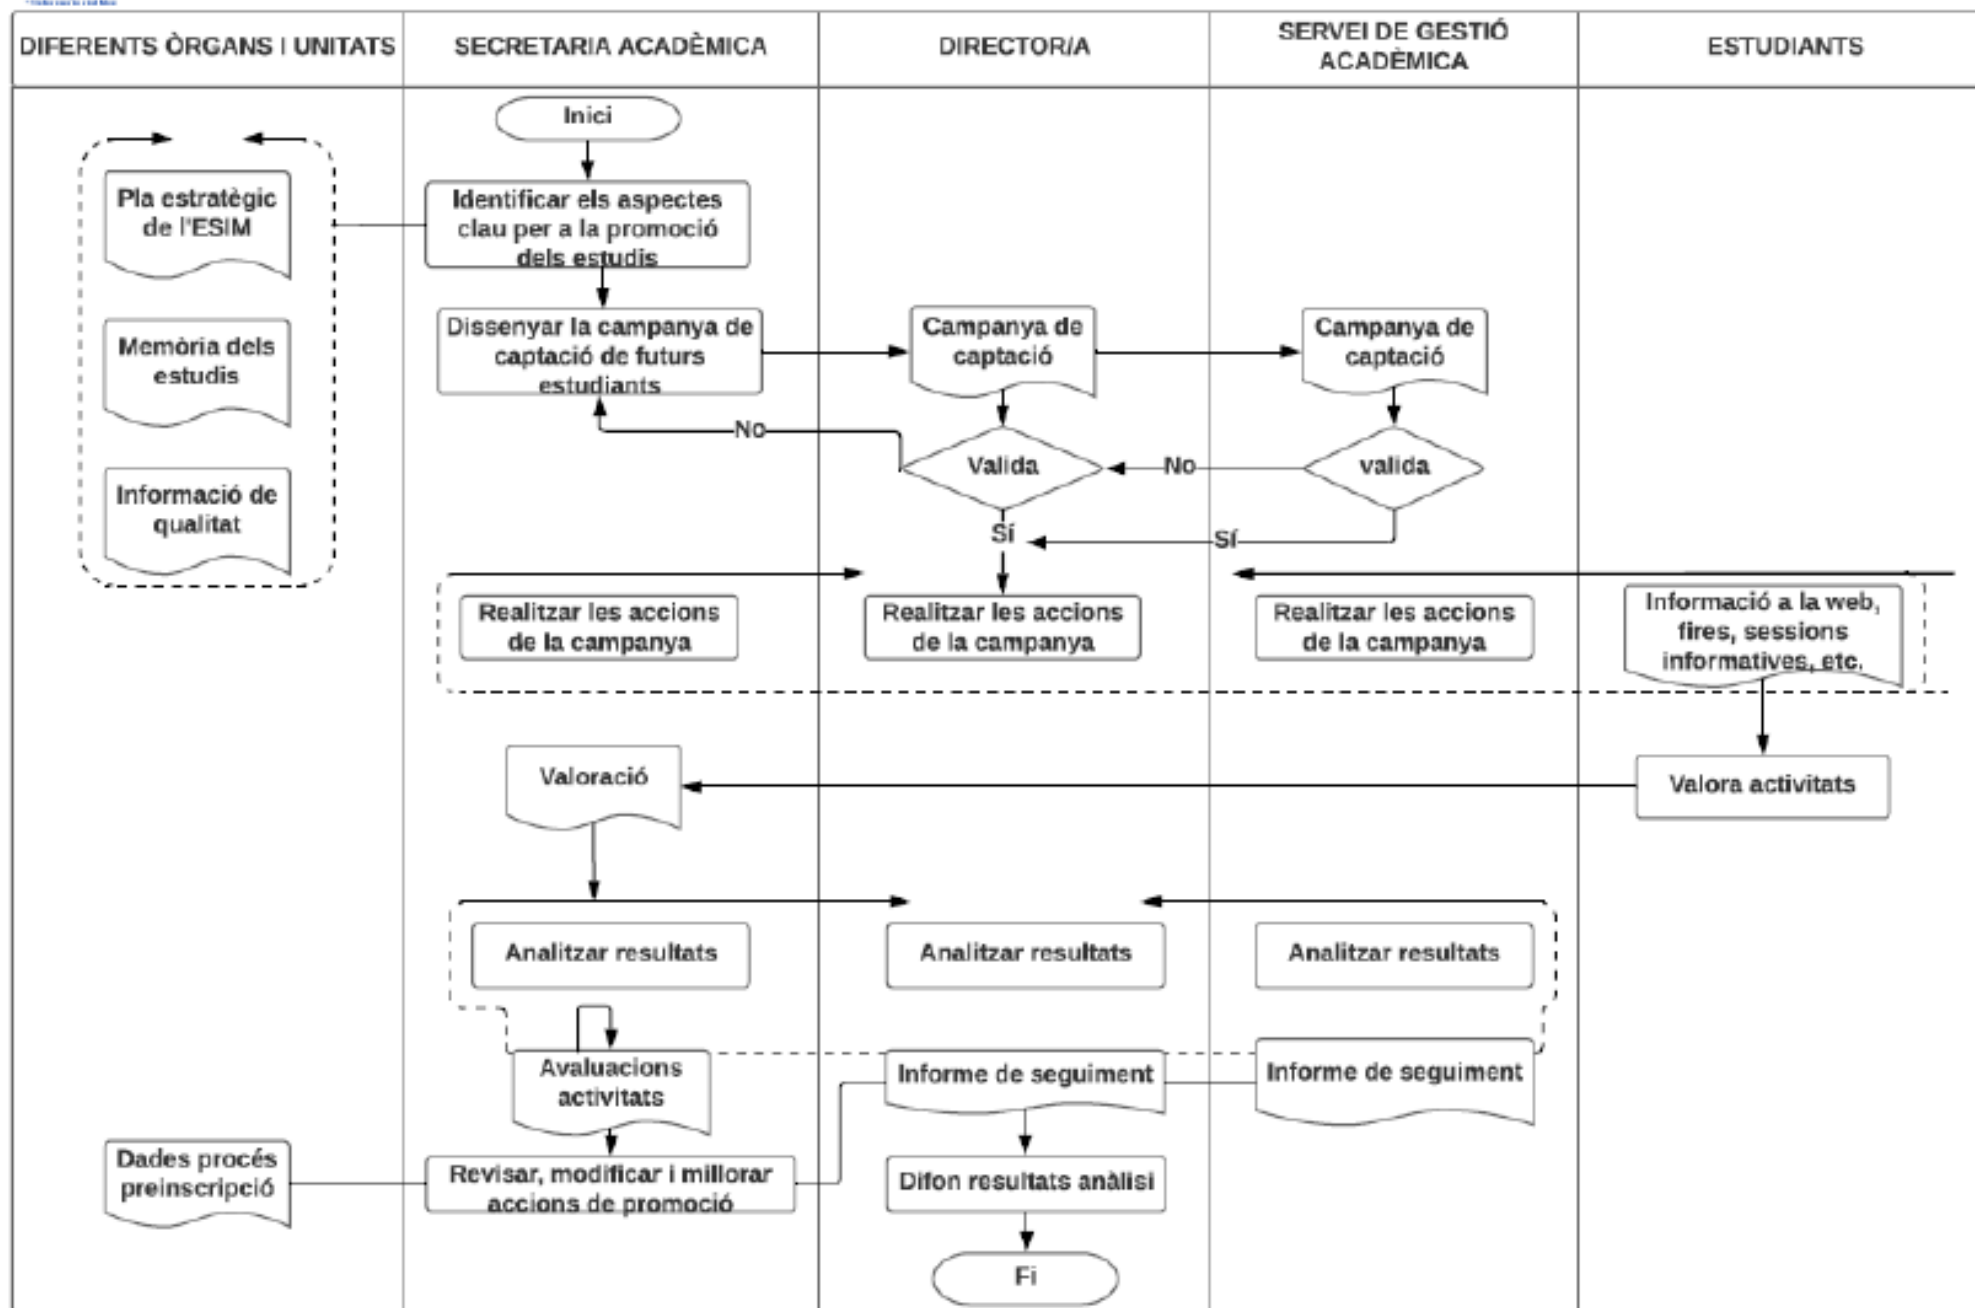 DIFERENTS ÒRGANS I UNITATS
SECRETARIA ACADÈMICA
DIRECTOR/A
SERVEI DE GESTIÓ
ACADÈMICA
ESTUDIANTS
Inici
Pla estratègic
de l'ESIM
Identificar els aspectes
clau per a la promoció
dels estudis
Memòria dels
estudis
Dissenyar la campanya de
captació de futurs
estudiants
Campanya de
captació
Campanya de
captació
No
Valida
No
valida
Informació de
qualitat
Sí
Sí
Realitzar les accions
de la campanya
Realitzar les accions
de la campanya
Realitzar les accions
de la campanya
Informació a la web,
fires, sessions
informatives, etc.
Valoració
Valora activitats
Analitzar resultats
Analitzar resultats
Analitzar resultats
Avaluacions
activitats
Informe de seguiment
Informe de seguiment
Dades procés
preinscripció
Revisar, modificar i millorar
accions de promoció
Difon resultats anàlisi
Fi